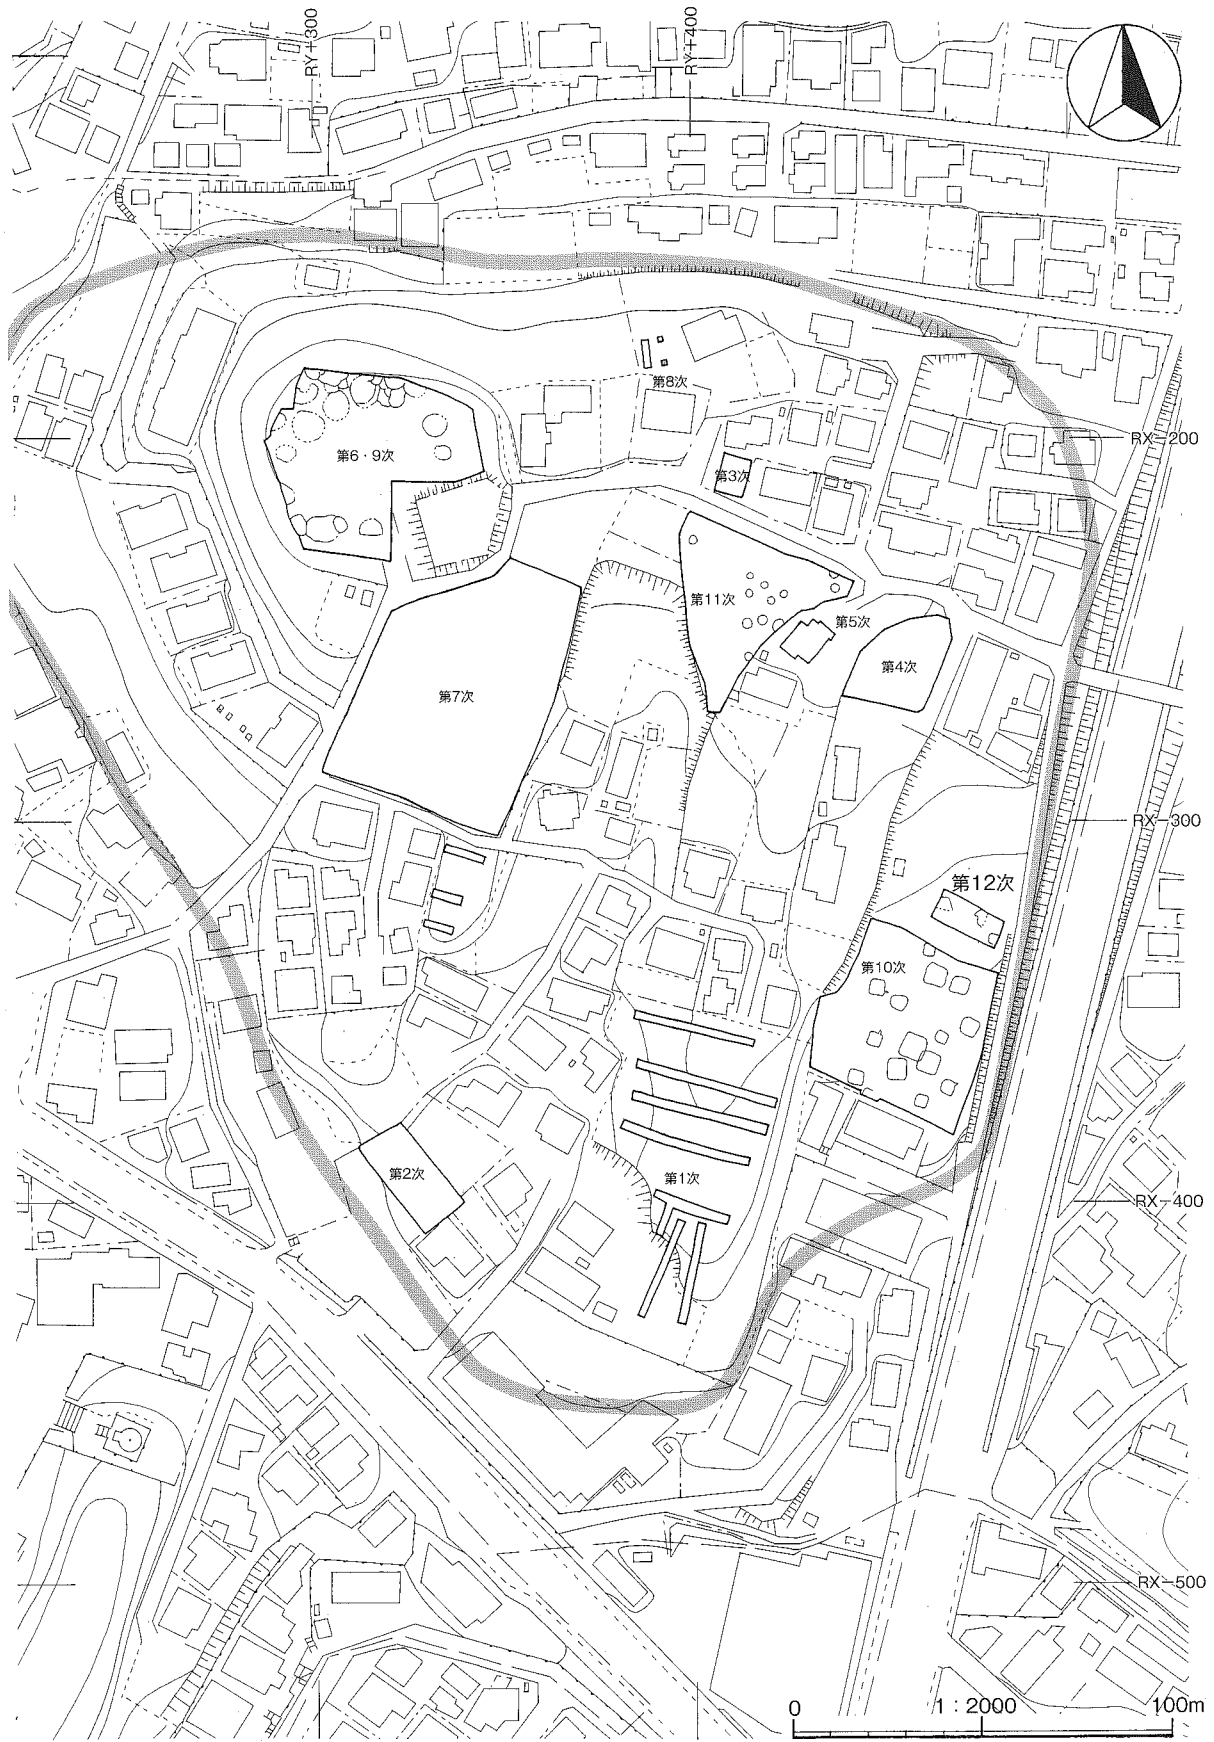 RY+300
RY+400
第8次
RX-200
第6・9次
第3次
第11次
第5次
第4次
第7次
RX-300
第12次
第10次
第2次
第1次
RX-400
RX-500
0 1:2000 100m